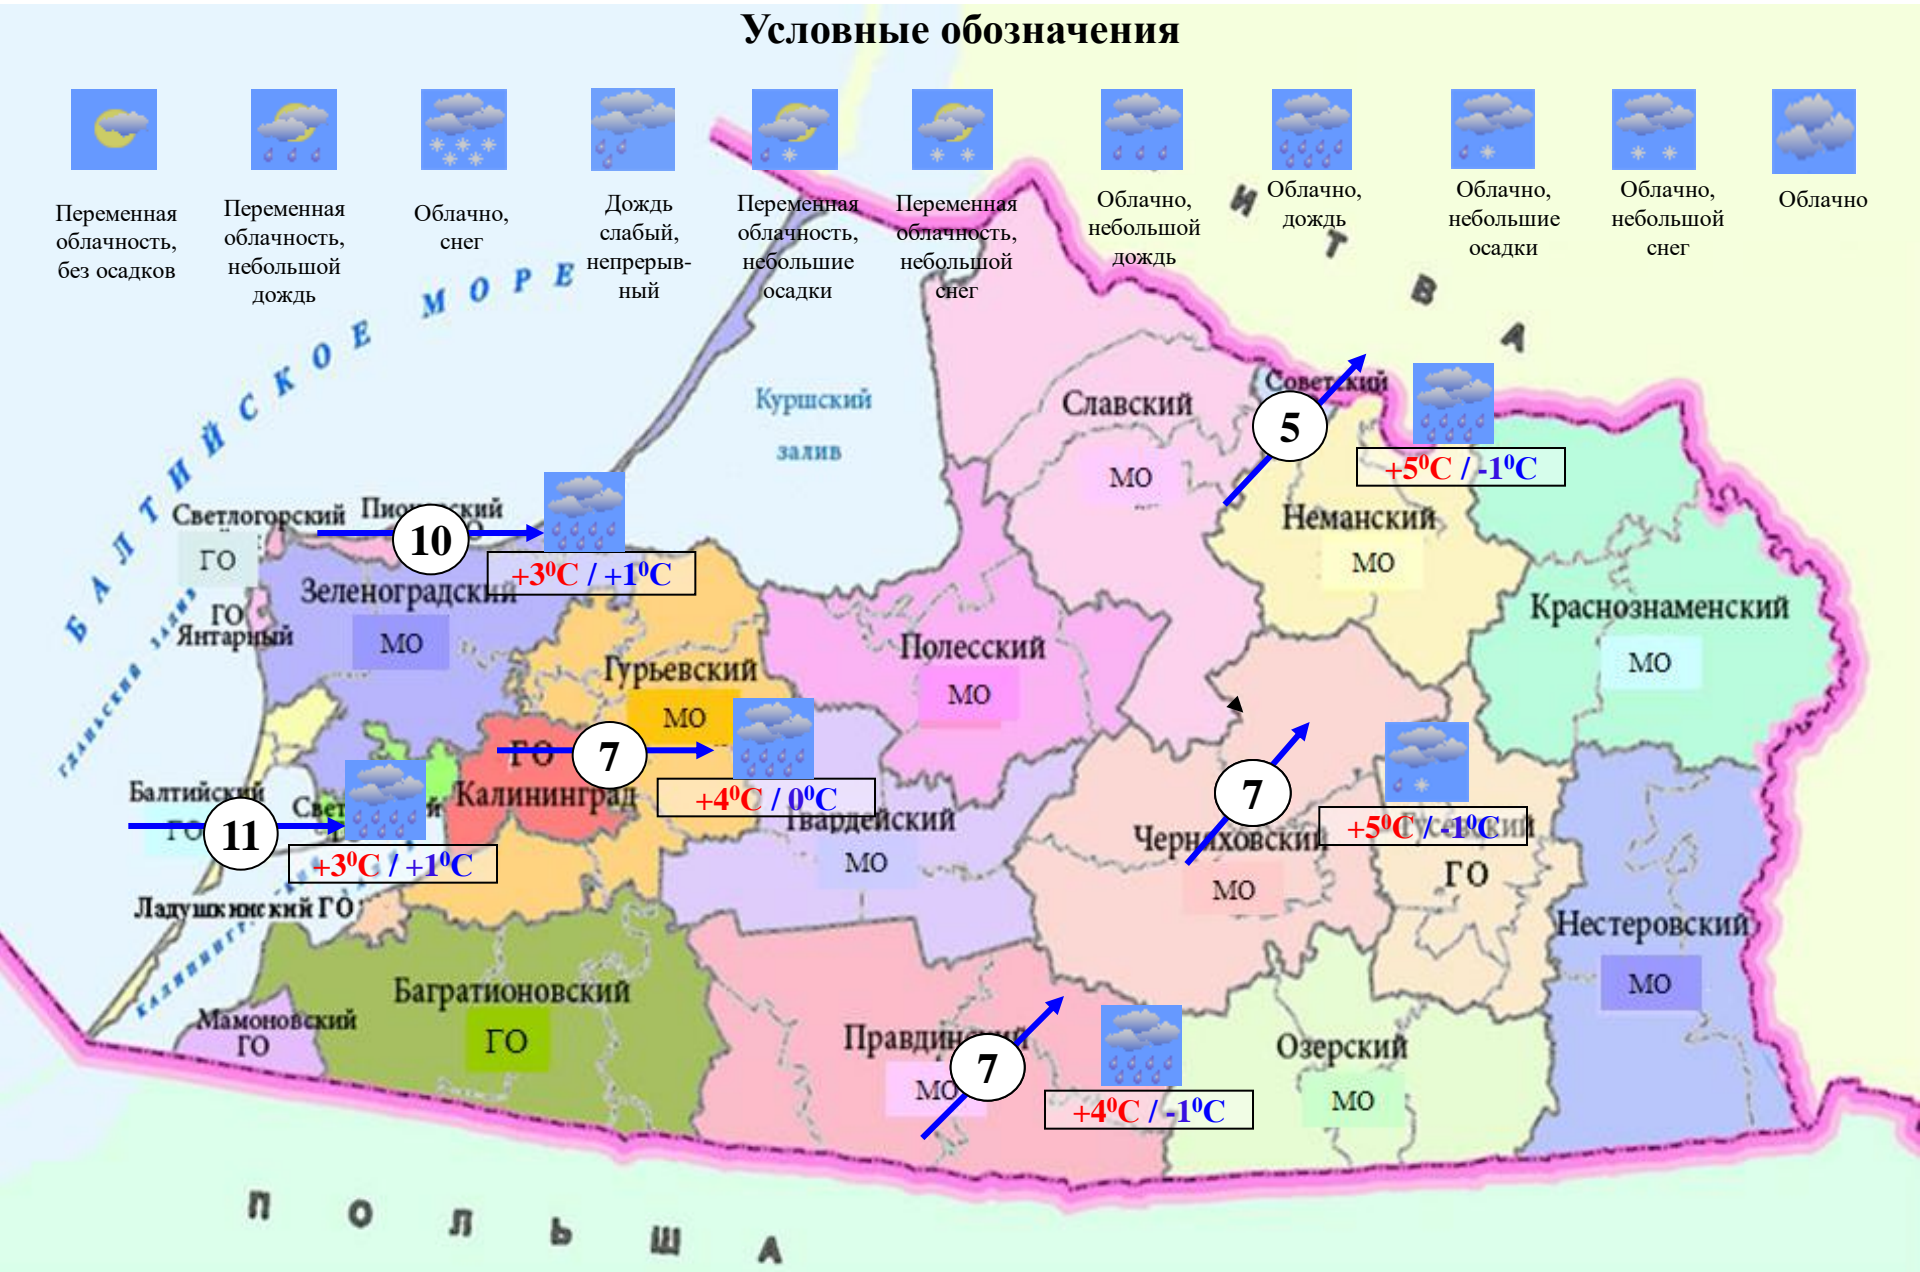 Условные обозначения
Переменная
облачность,
без осадков
Переменная
облачность,
небольшой
дождь
Облачно,
снег
Дождь
слабый,
непрерыв-
ный
Переменная
облачность,
небольшие
осадки
Переменная
облачность,
небольшой
снег
Облачно,
небольшой
дождь
Облачно,
дождь
Облачно,
небольшие
осадки
Облачно,
небольшой
снег
Облачно
БАЛТИЙСКОЕ МОРЕ
ИТВА
Куршский
залив
Славский
МО
Советский
5
+5⁰C / -1⁰C
Неманский
МО
Светлогорский
ГО
10
+3⁰C / +1⁰C
Зеленоградский
МО
ГО
Янтарный
Краснознаменский
МО
Полесский
МО
Гурьевский
МО
ГО
7
Калининград
+4⁰C / 0⁰C
Балтийский
ГО
11
+3⁰C / +1⁰C
Гвардейский
МО
7
Черняховский
МО
+5⁰C / -1⁰C
Гусевский
ГО
Ладушкинский ГО
Нестеровский
МО
Багратионовский
ГО
Мамоновский
ГО
Правдинский
МО
7
+4⁰C / -1⁰C
Озерский
МО
ПОЛЬША